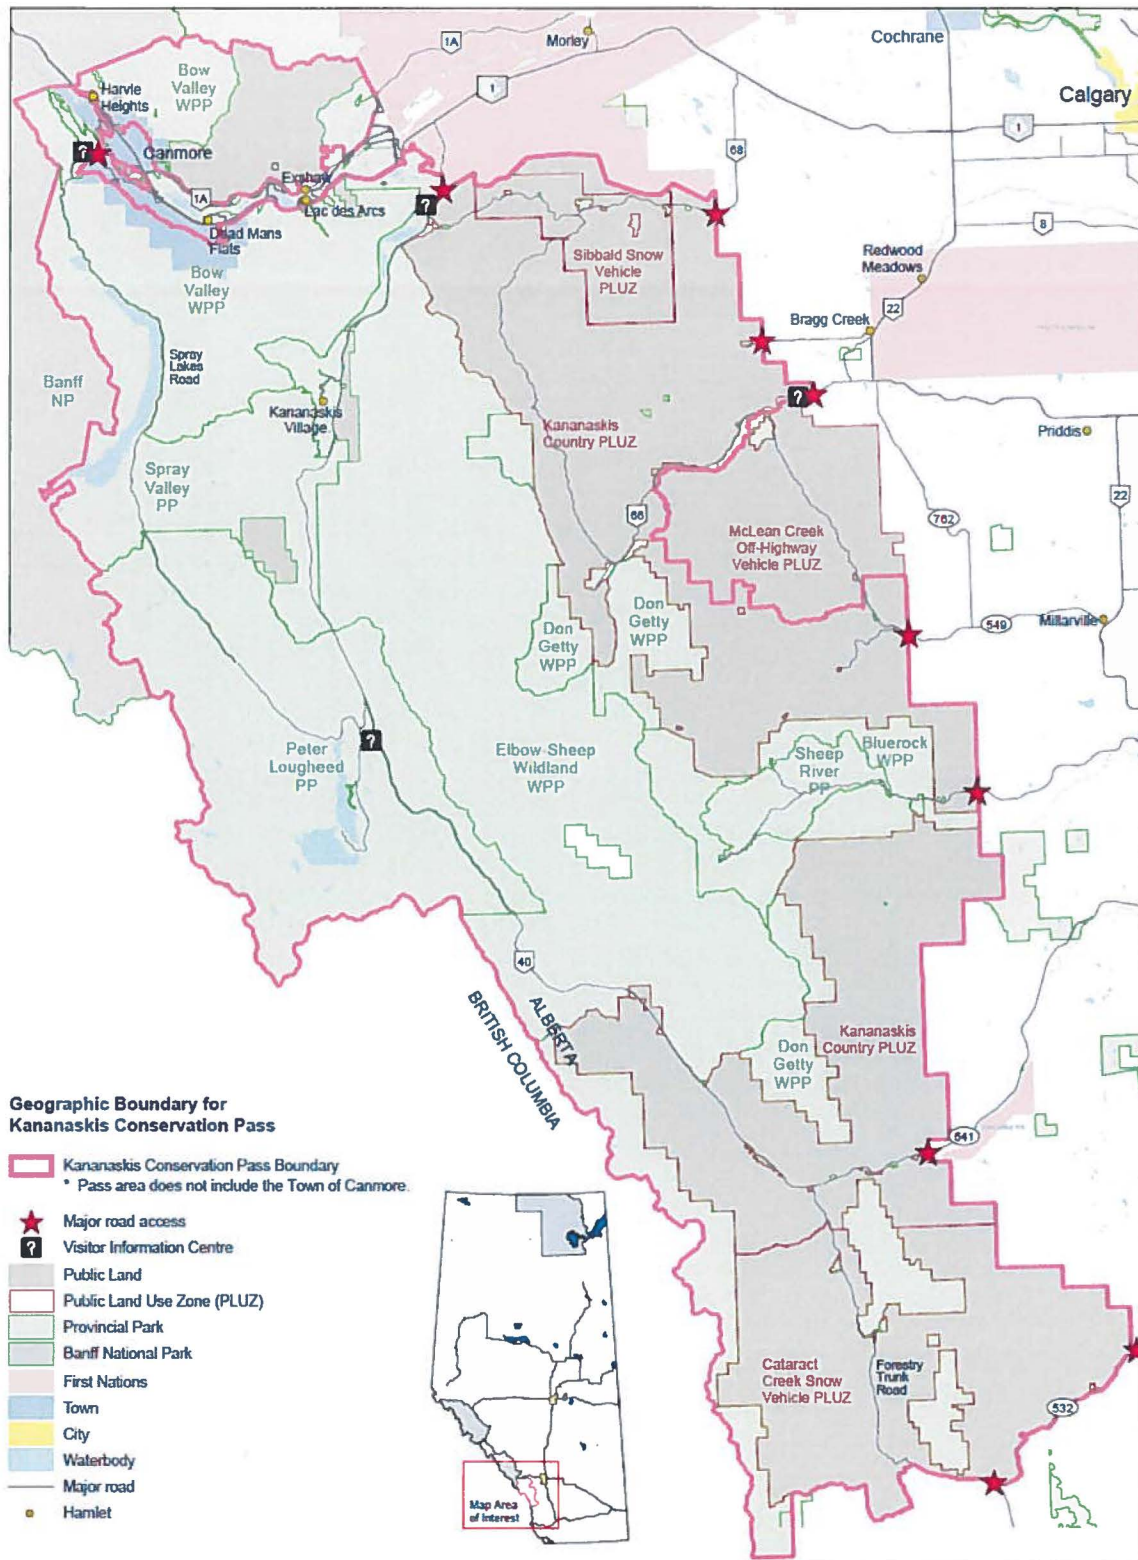 1A
Morley
Cochrane
Bow
Valley
WPP
1
Harvie
Heights
Calgary
1
68
?
Canmore
Exshaw
1A
Lac des Arcs
?
Dead Mans
Flats
8
Sibbald Snow
Vehicle
PLUZ
Redwood
Meadows
Bow
Valley
WPP
22
Bragg Creek
Spray
Lakes
Road
Banff
NP
?
Kananaskis
Village
Kananaskis
Country PLUZ
Priddis
Spray
Valley
PP
22
66
762
McLean Creek
Off-Highway
Vehicle PLUZ
Don
Getty
WPP
Don
Getty
WPP
549
Millarville
?
Peter
Lougheed
PP
Elbow-Sheep
Wildland
WPP
Sheep
River
PP
Bluerock
WPP
40
BRITISH COLUMBIA
ALBERTA
Kananaskis
Country PLUZ
Don
Getty
WPP
541
Geographic Boundary for
Kananaskis Conservation Pass
Kananaskis Conservation Pass Boundary
* Pass area does not include the Town of Canmore.
Major road access
? Visitor Information Centre
Public Land
Public Land Use Zone (PLUZ)
Provincial Park
Banff National Park
First Nations
Town
City
Waterbody
Major road
Hamlet
Map Area
of Interest
Cataract
Creek Snow
Vehicle PLUZ
Forestry
Trunk
Road
532